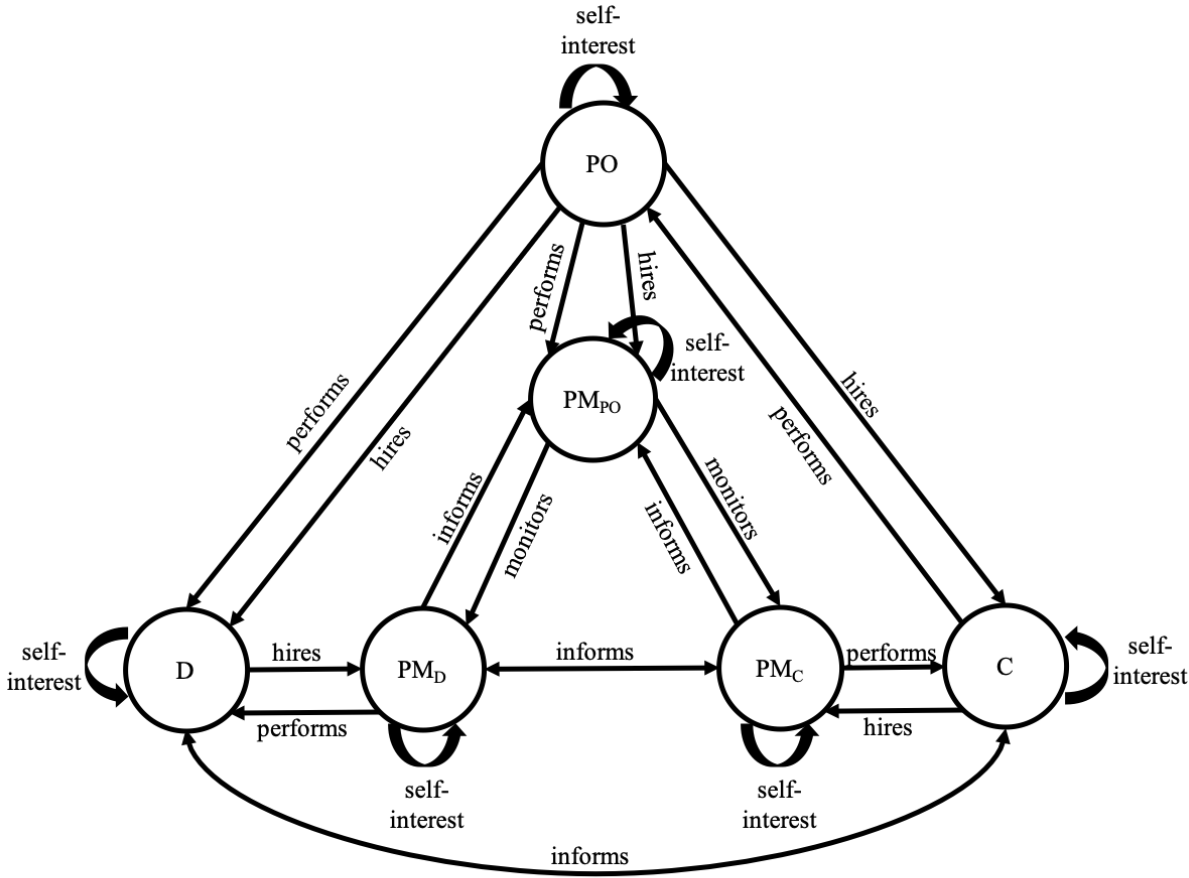 self-
interest
PO
performs
hires
self-
interest
PM_PO
performs
hires
performs
hires
informs
monitors
informs
monitors
self-
interest
D
hires
PM_D
informs
PM_C
performs
C
self-
interest
performs
hires
self-
interest
self-
interest
informs